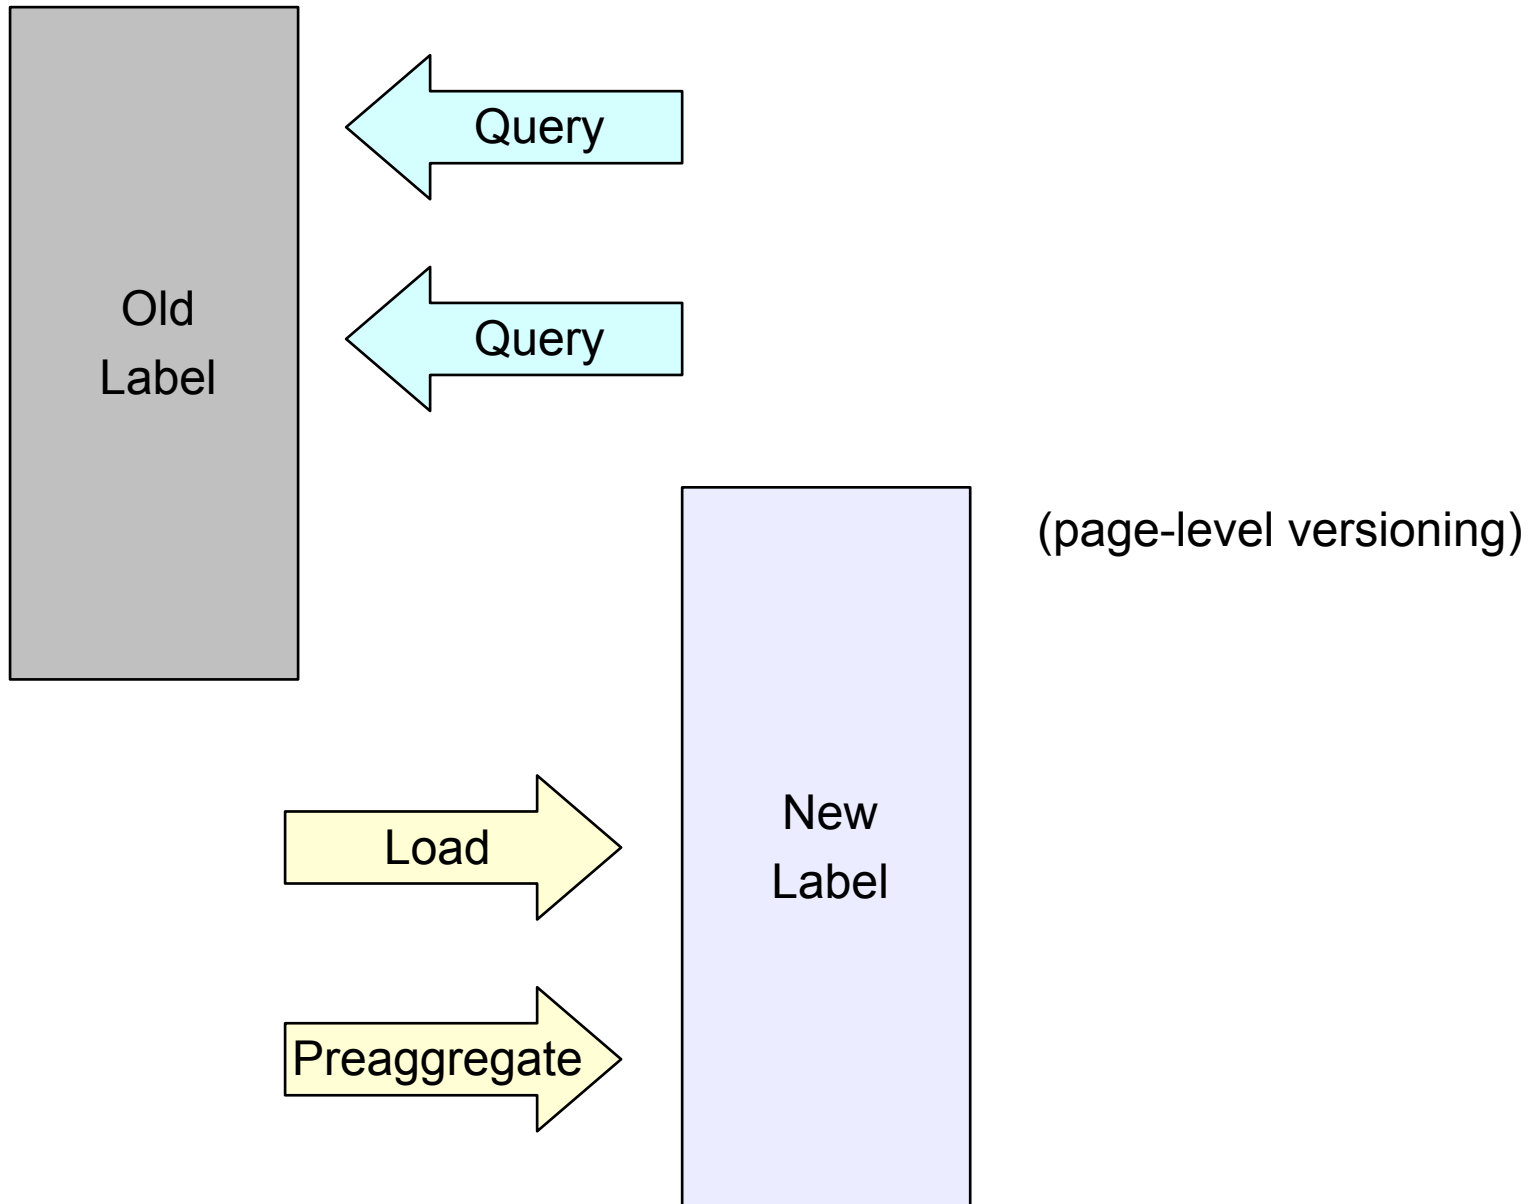 Query
Old
Label
Query
(page-level versioning)
New
Label
Load
Preaggregate